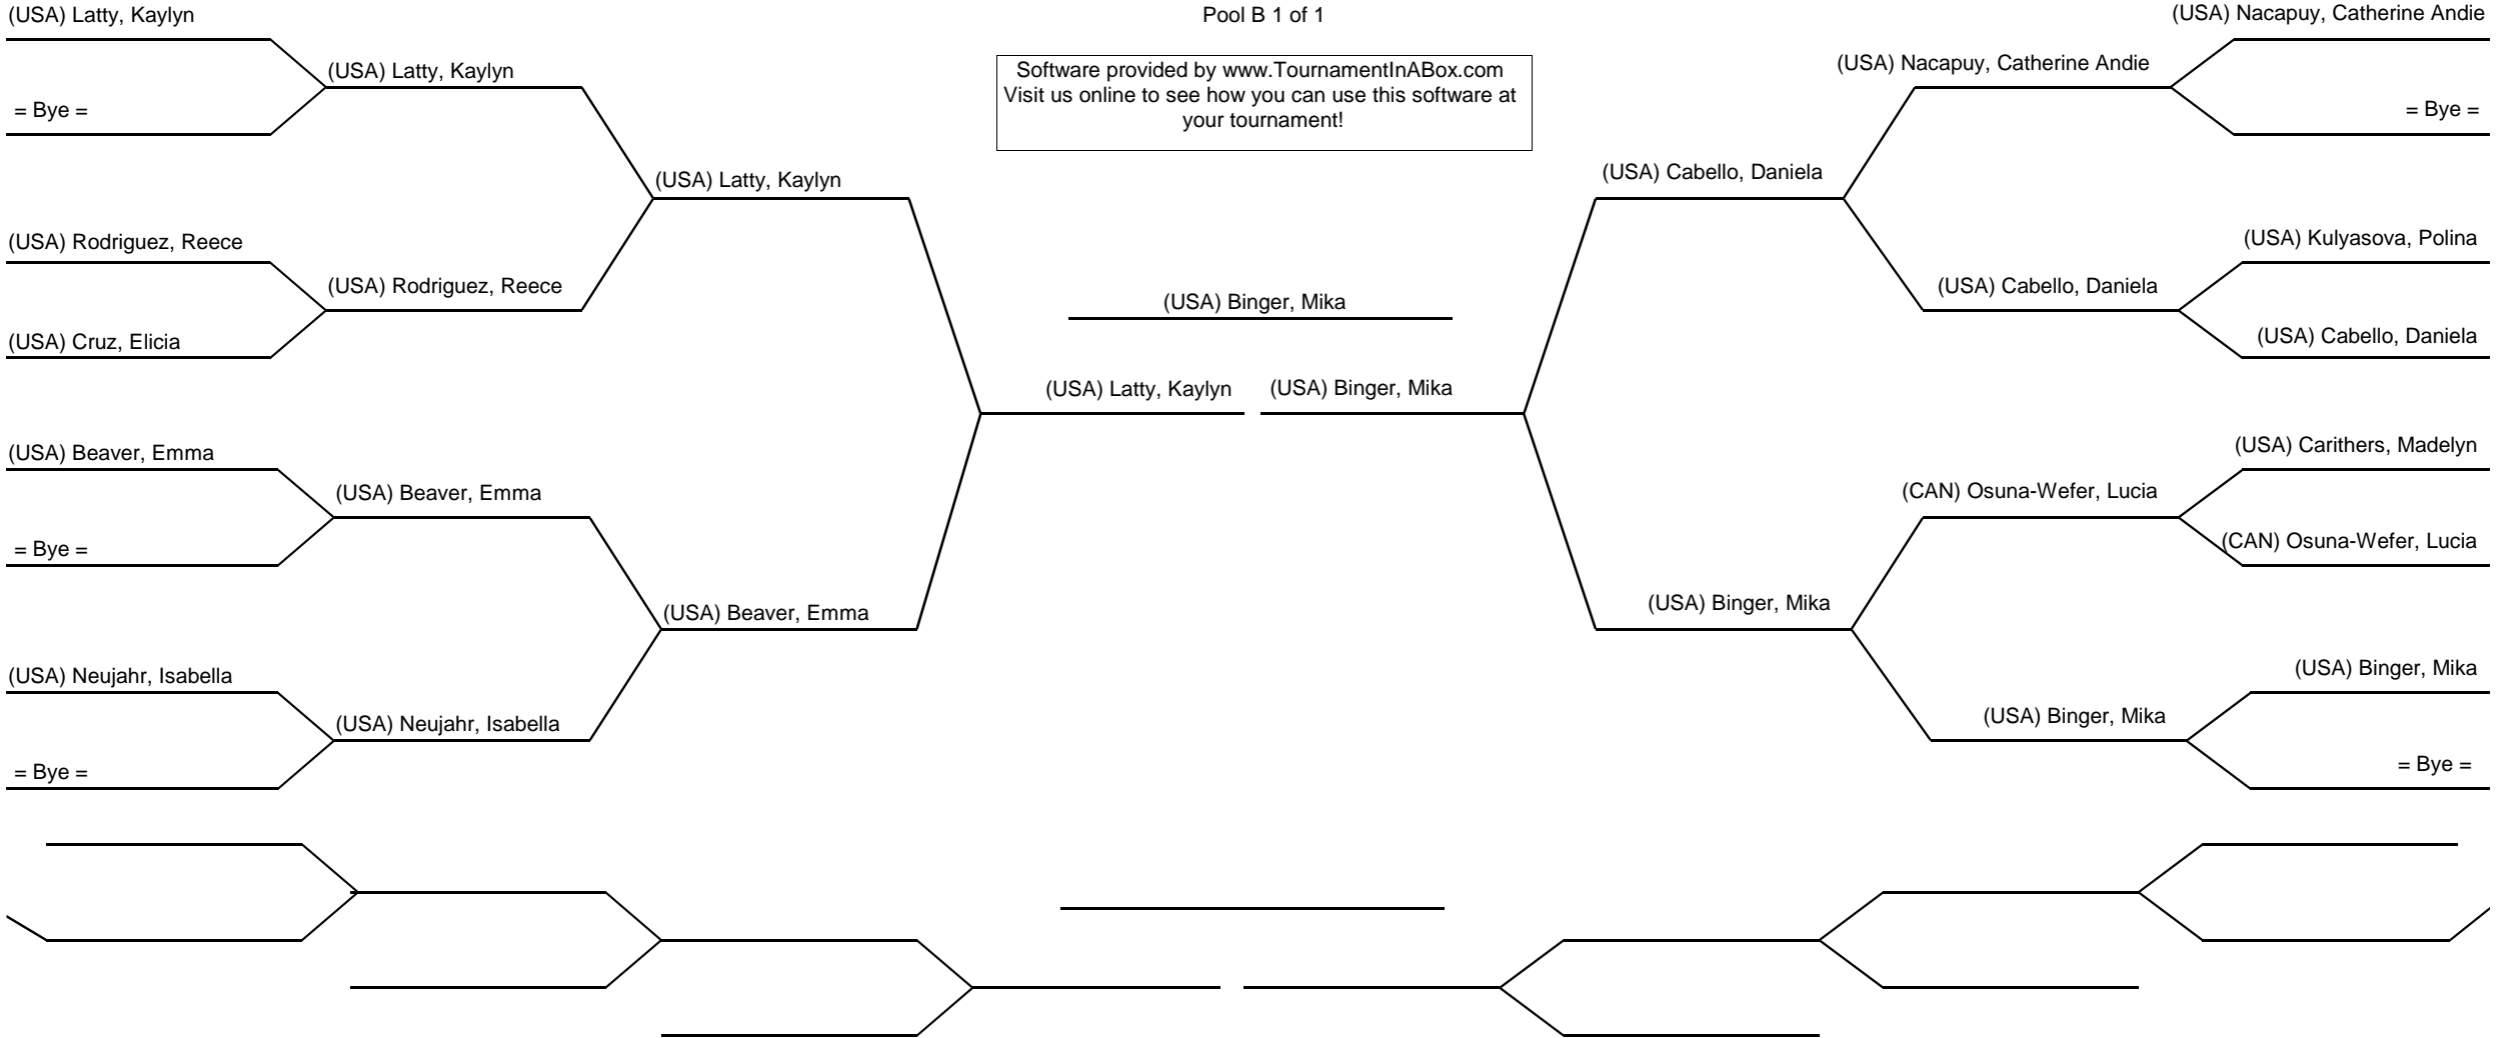 (USA) Latty, Kaylyn
Pool B 1 of 1
(USA) Nacapuy, Catherine Andie
(USA) Latty, Kaylyn
Software provided by www.TournamentInABox.com
Visit us online to see how you can use this software at
your tournament!
(USA) Nacapuy, Catherine Andie
= Bye =
= Bye =
(USA) Latty, Kaylyn
(USA) Cabello, Daniela
(USA) Rodriguez, Reece
(USA) Kulyasova, Polina
(USA) Rodriguez, Reece
(USA) Binger, Mika
(USA) Cabello, Daniela
(USA) Cruz, Elicia
(USA) Cabello, Daniela
(USA) Latty, Kaylyn
(USA) Binger, Mika
(USA) Beaver, Emma
(USA) Carithers, Madelyn
(USA) Beaver, Emma
(CAN) Osuna-Wefer, Lucia
= Bye =
(CAN) Osuna-Wefer, Lucia
(USA) Beaver, Emma
(USA) Binger, Mika
(USA) Neujahr, Isabella
(USA) Binger, Mika
(USA) Neujahr, Isabella
(USA) Binger, Mika
= Bye =
= Bye =